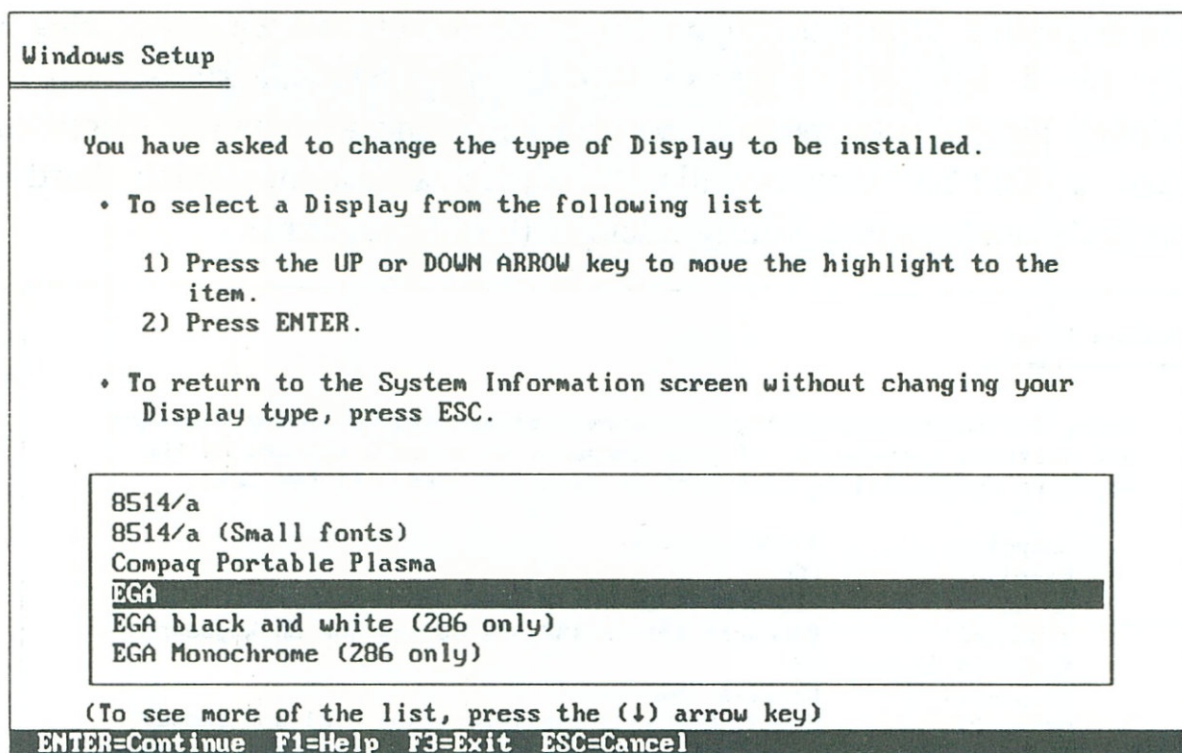 Windows Setup
You have asked to change the type of Display to be installed.
• To select a Display from the following list
1) Press the UP or DOWN ARROW key to move the highlight to the
item.
2) Press ENTER.
• To return to the System Information screen without changing your
Display type, press ESC.
8514/a
8514/a (Small fonts)
Compaq Portable Plasma
EGA
EGA black and white (286 only)
EGA Monochrome (286 only)
(To see more of the list, press the (↓) arrow key)
ENTER=Continue F1=Help F3=Exit ESC=Cancel